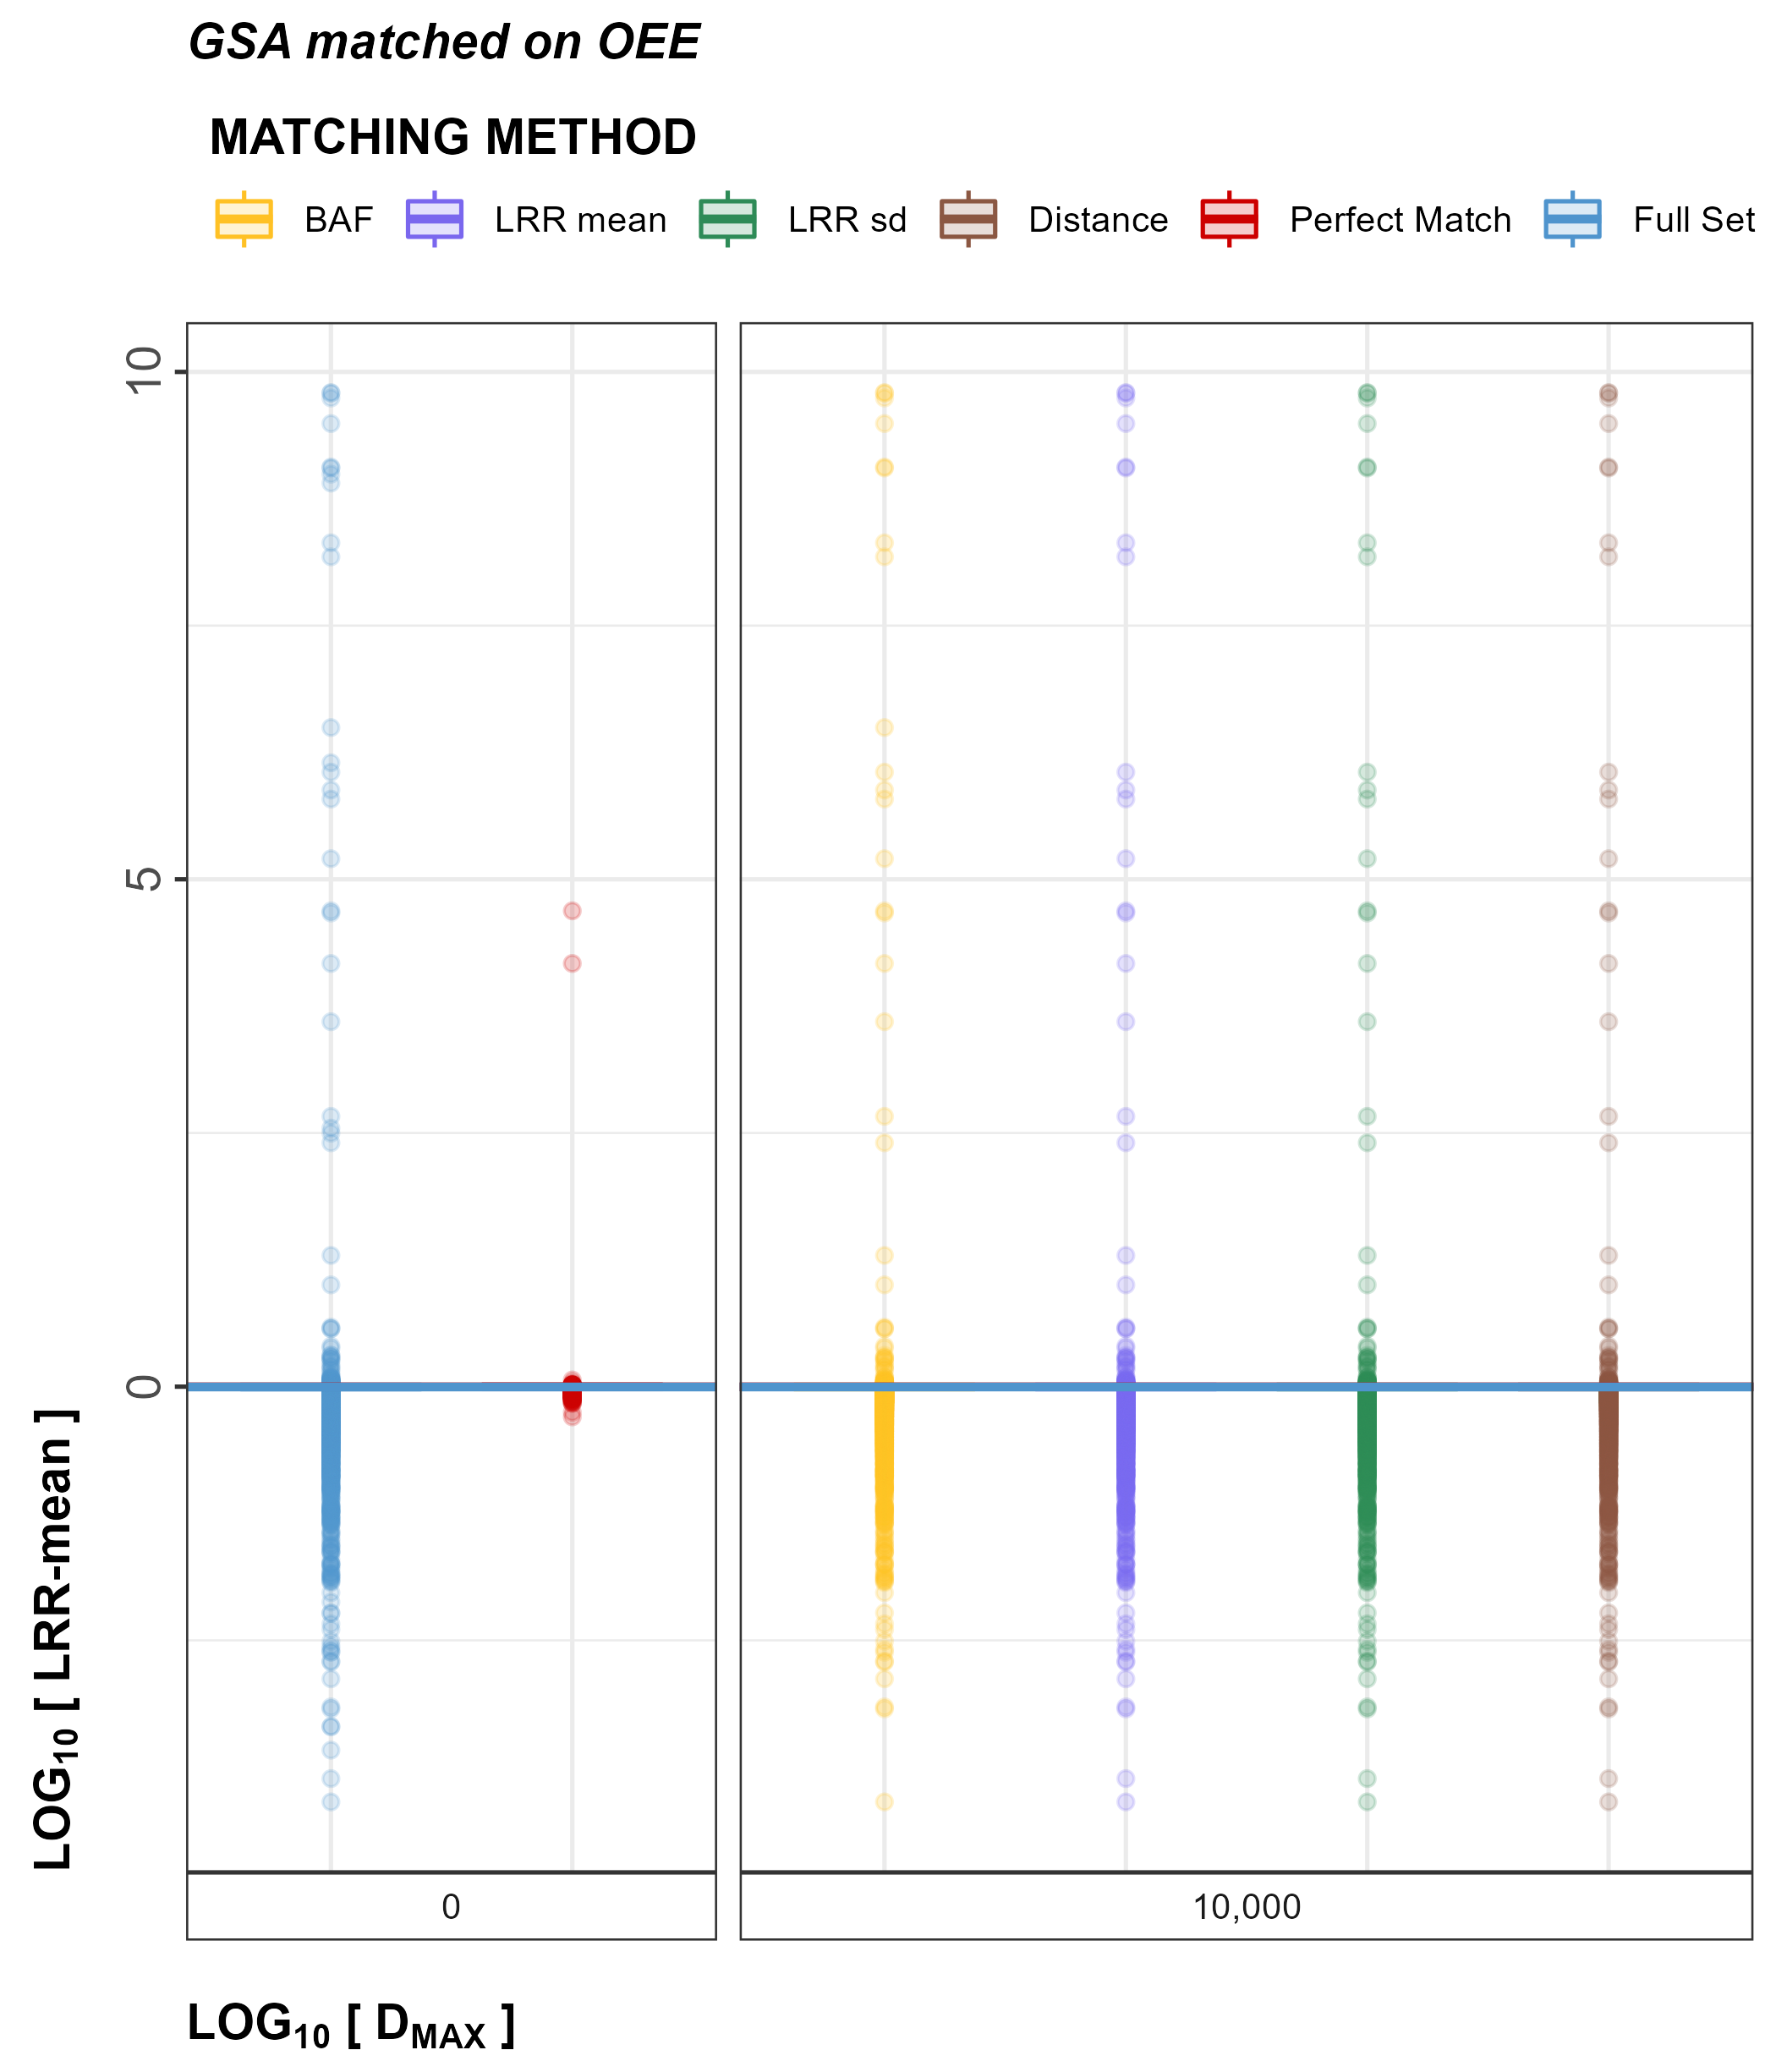 GSA matched on OEE
MATCHING METHOD
BAF LRR mean LRR sd Distance Perfect Match Full Set
10
5
0
LOG10 [ LRR-mean ]
0 10,000
LOG10 [ DMAX ]